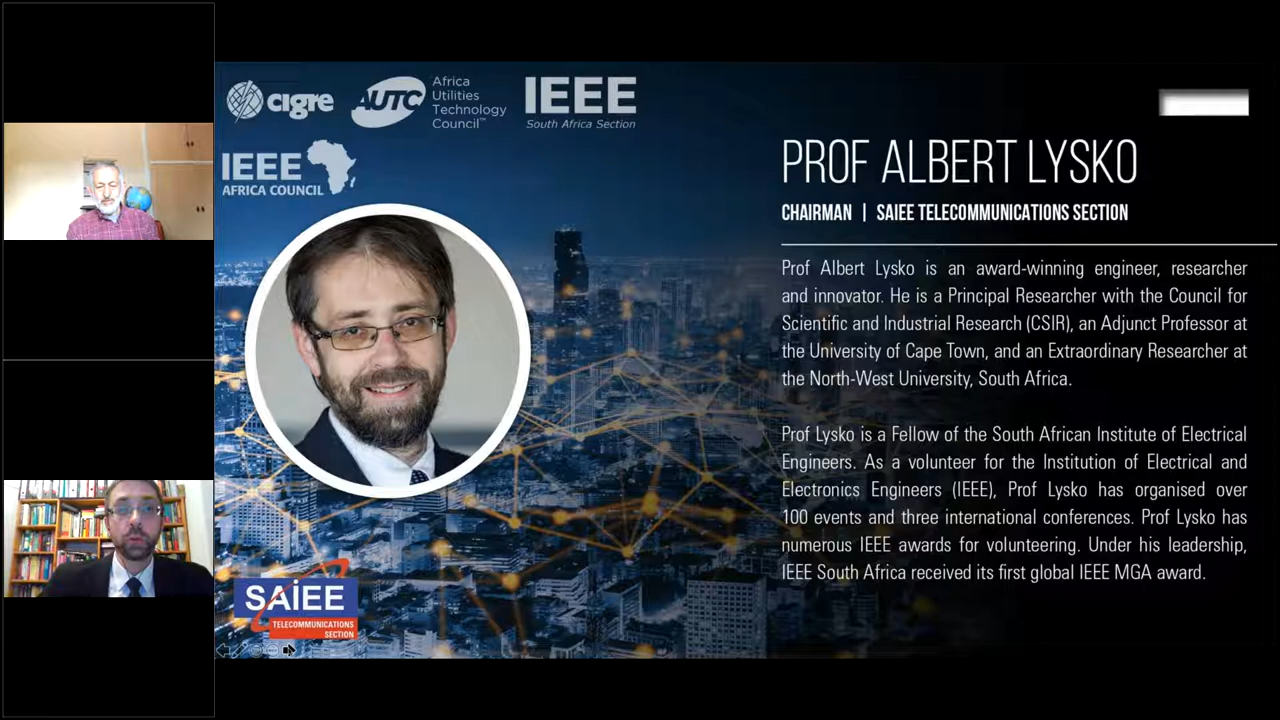 cigre
AUTC
Africa
Utilities
Technology
Council™
IEEE
South Africa Section
IEEE
AFRICA COUNCIL
PROF ALBERT LYSKO
CHAIRMAN | SAIEE TELECOMMUNICATIONS SECTION
Prof Albert Lysko is an award-winning engineer, researcher
and innovator. He is a Principal Researcher with the Council for
Scientific and Industrial Research (CSIR), an Adjunct Professor at
the University of Cape Town, and an Extraordinary Researcher at
the North-West University, South Africa.
Prof Lysko is a Fellow of the South African Institute of Electrical
Engineers. As a volunteer for the Institution of Electrical and
Electronics Engineers (IEEE), Prof Lysko has organised over
100 events and three international conferences. Prof Lysko has
numerous IEEE awards for volunteering. Under his leadership,
IEEE South Africa received its first global IEEE MGA award.
SAiEE
TELECOMMUNICATIONS
SECTION